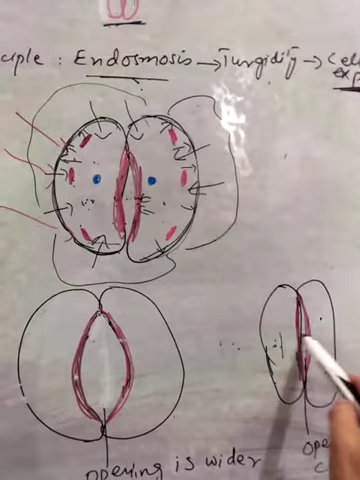 ciple : Endosmosis → Turgidity → Cell
exp
opening is wider
Ope
c